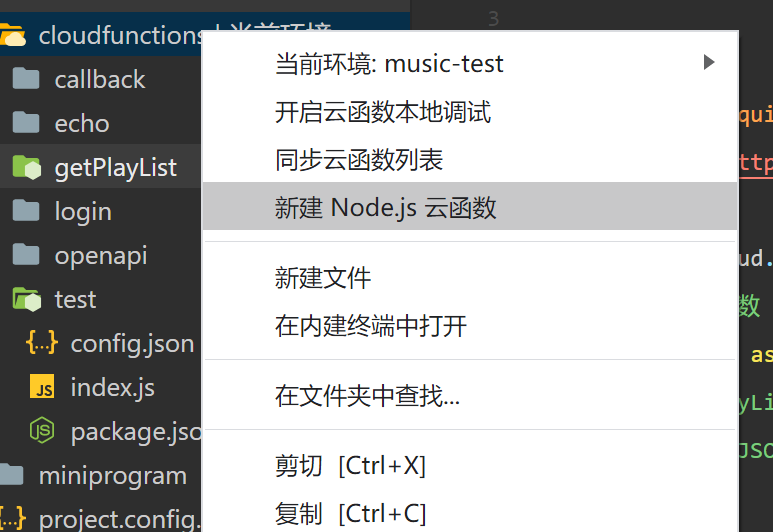 cloudfunctions | 当前环境
callback
echo
getPlayList
login
openapi
test
config.json
index.js
package.jso
miniprogram
project.config.
当前环境: music-test
开启云函数本地调试
同步云函数列表
新建 Node.js 云函数
新建文件
在内建终端中打开
在文件夹中查找...
剪切 [Ctrl+X]
复制 [Ctrl+C]
3
qui
ttp
ud.
数
as
yLi
JSO